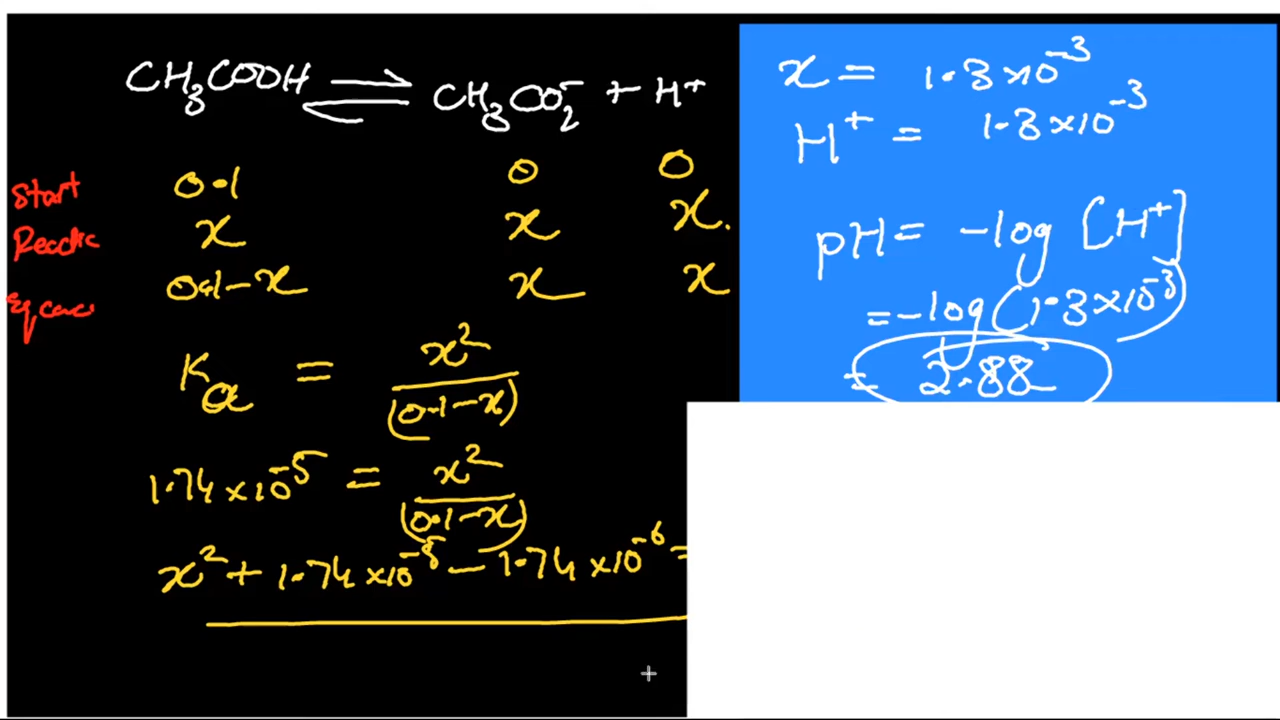 CH₃COOH ⇌ CH₃CO₂⁻ + H⁺
Start 0.1 0 0
x x x.
0.1-x x x
Kₐ = x²/(0.1-x)
1.74×10⁻⁵ = x²/(0.1-x)
x² + 1.74×10⁻⁵ - 1.74×10⁻⁶ =
x = 1.3×10⁻³
H⁺ = 1.3×10⁻³
pH = -log [H⁺]
= -log(1.3×10⁻³)
= 2.88